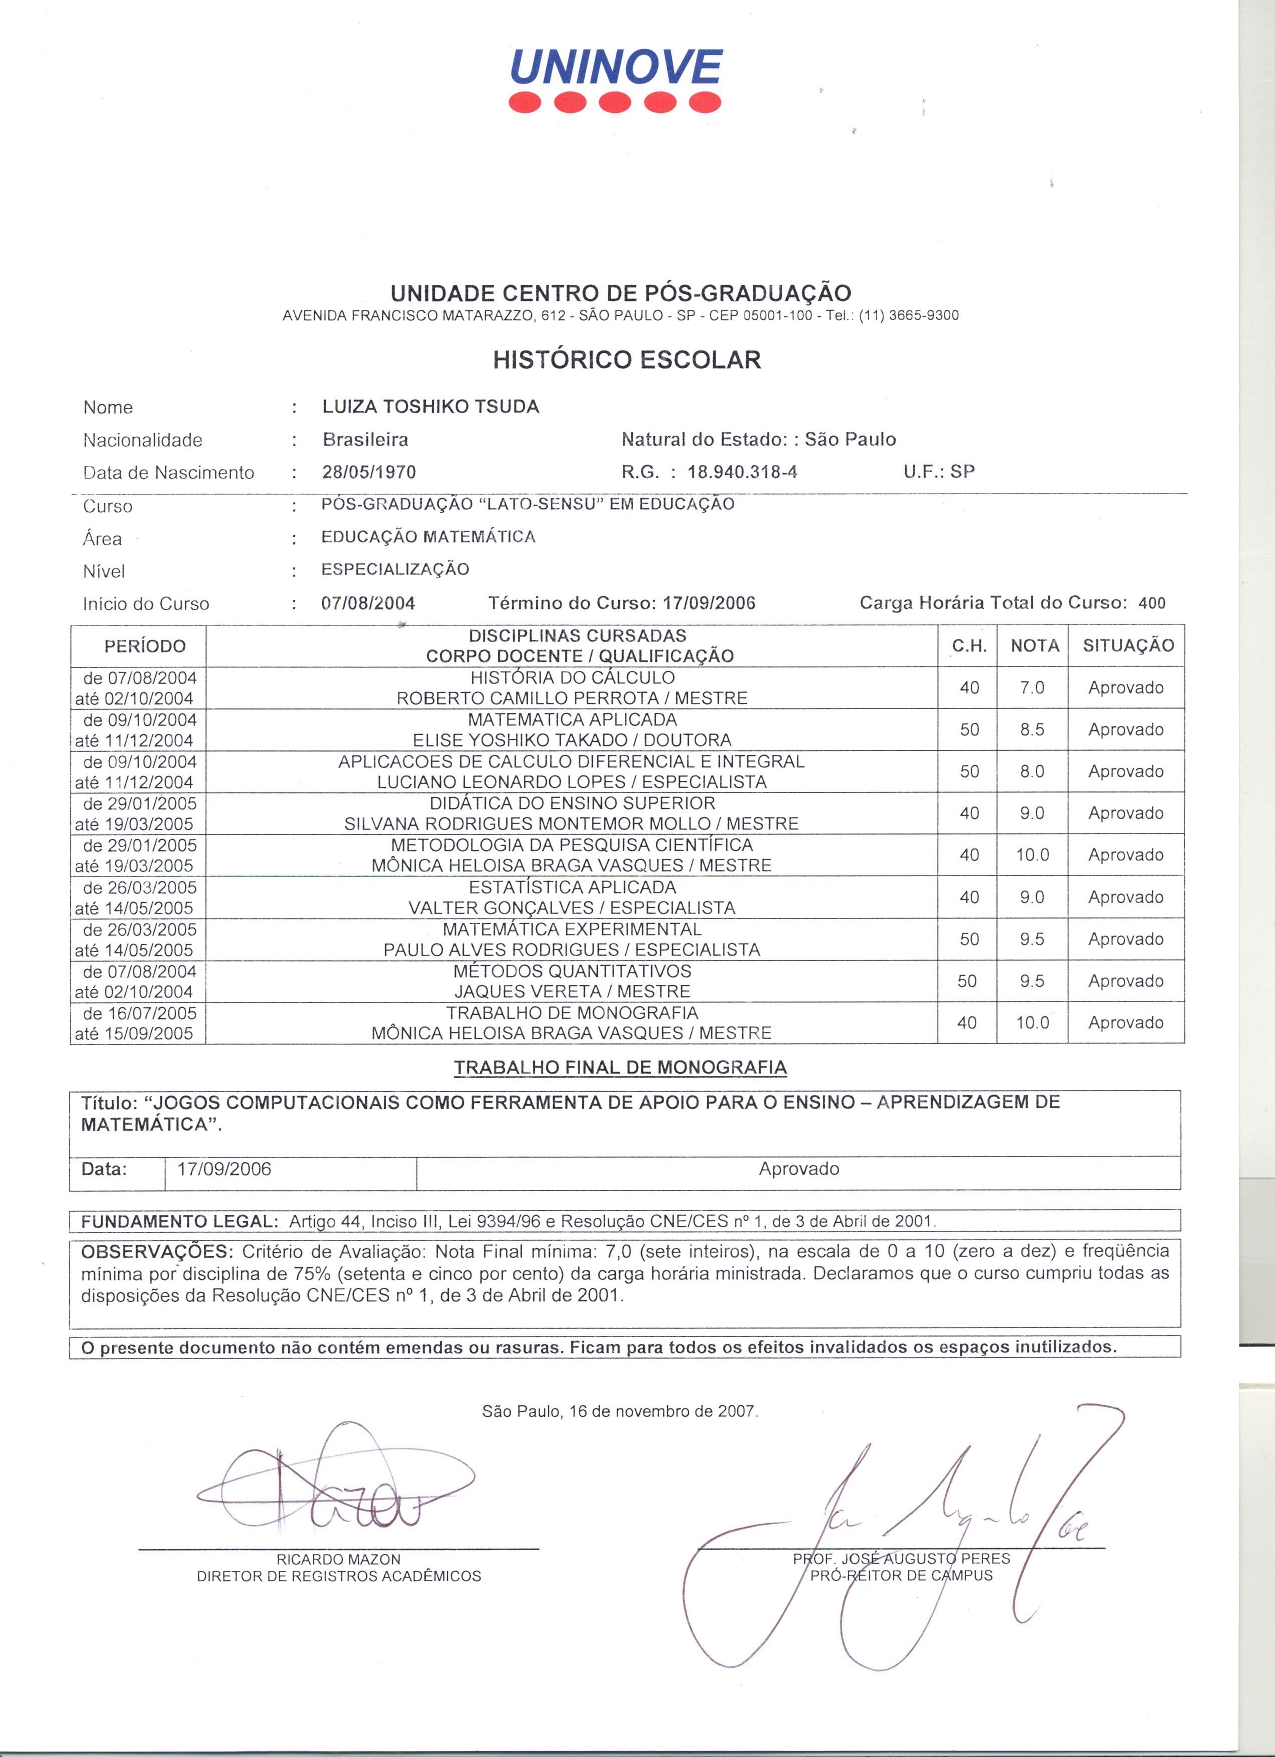 UNINOVE
UNIDADE CENTRO DE PÓS-GRADUAÇÃO
AVENIDA FRANCISCO MATARAZZO, 612 - SÃO PAULO - SP - CEP 05001-100 - Tel.: (11) 3665-9300
HISTÓRICO ESCOLAR
Nome : LUIZA TOSHIKO TSUDA
Nacionalidade : Brasileira Natural do Estado: : São Paulo
Data de Nascimento : 28/05/1970 R.G. : 18.940.318-4 U.F.: SP
Curso : PÓS-GRADUAÇÃO “LATO-SENSU” EM EDUCAÇÃO
Área : EDUCAÇÃO MATEMÁTICA
Nível : ESPECIALIZAÇÃO
Início do Curso : 07/08/2004 Término do Curso: 17/09/2006 Carga Horária Total do Curso: 400
PERÍODO DISCIPLINAS CURSADAS C.H. NOTA SITUAÇÃO
CORPO DOCENTE / QUALIFICAÇÃO
de 07/08/2004 HISTÓRIA DO CÁLCULO 40 7.0 Aprovado
até 02/10/2004 ROBERTO CAMILLO PERROTA / MESTRE
de 09/10/2004 MATEMATICA APLICADA 50 8.5 Aprovado
até 11/12/2004 ELISE YOSHIKO TAKADO / DOUTORA
de 09/10/2004 APLICACOES DE CALCULO DIFERENCIAL E INTEGRAL 50 8.0 Aprovado
até 11/12/2004 LUCIANO LEONARDO LOPES / ESPECIALISTA
de 29/01/2005 DIDÁTICA DO ENSINO SUPERIOR 40 9.0 Aprovado
até 19/03/2005 SILVANA RODRIGUES MONTEMOR MOLLO / MESTRE
de 29/01/2005 METODOLOGIA DA PESQUISA CIENTÍFICA 40 10.0 Aprovado
até 19/03/2005 MÔNICA HELOISA BRAGA VASQUES / MESTRE
de 26/03/2005 ESTATÍSTICA APLICADA 40 9.0 Aprovado
até 14/05/2005 VALTER GONÇALVES / ESPECIALISTA
de 26/03/2005 MATEMÁTICA EXPERIMENTAL 50 9.5 Aprovado
até 14/05/2005 PAULO ALVES RODRIGUES / ESPECIALISTA
de 07/08/2004 MÉTODOS QUANTITATIVOS 50 9.5 Aprovado
até 02/10/2004 JAQUES VERETA / MESTRE
de 16/07/2005 TRABALHO DE MONOGRAFIA 40 10.0 Aprovado
até 15/09/2005 MÔNICA HELOISA BRAGA VASQUES / MESTRE
TRABALHO FINAL DE MONOGRAFIA
Título: “JOGOS COMPUTACIONAIS COMO FERRAMENTA DE APOIO PARA O ENSINO – APRENDIZAGEM DE
MATEMÁTICA”.
Data: 17/09/2006 Aprovado
FUNDAMENTO LEGAL: Artigo 44, Inciso III, Lei 9394/96 e Resolução CNE/CES nº 1, de 3 de Abril de 2001.
OBSERVAÇÕES: Critério de Avaliação: Nota Final mínima: 7,0 (sete inteiros), na escala de 0 a 10 (zero a dez) e freqüência
mínima por disciplina de 75% (setenta e cinco por cento) da carga horária ministrada. Declaramos que o curso cumpriu todas as
disposições da Resolução CNE/CES nº 1, de 3 de Abril de 2001.
O presente documento não contém emendas ou rasuras. Ficam para todos os efeitos invalidados os espaços inutilizados.
São Paulo, 16 de novembro de 2007.
RICARDO MAZON
DIRETOR DE REGISTROS ACADÊMICOS
PROF. JOSÉ AUGUSTO PERES
PRÓ-REITOR DE CAMPUS